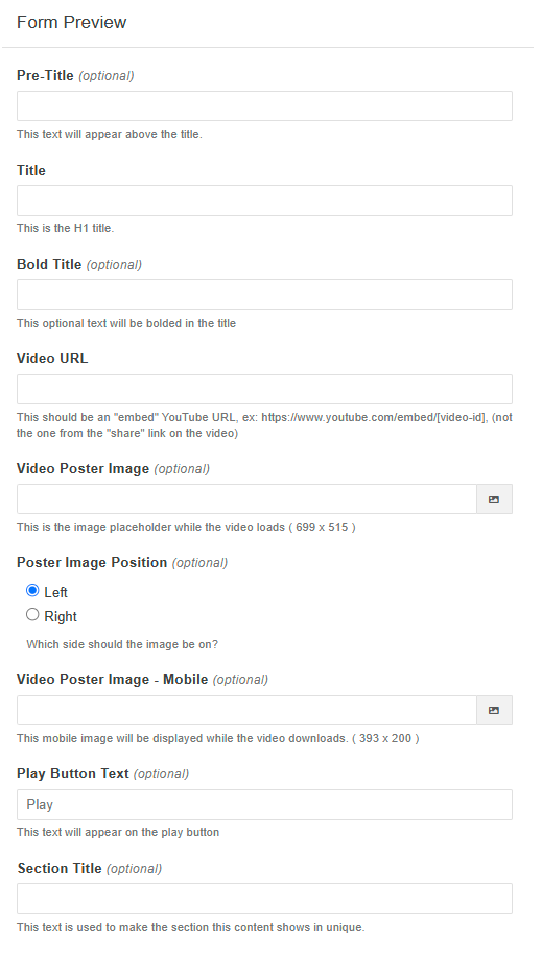 Form Preview
Pre-Title (optional)
This text will appear above the title.
Title
This is the H1 title.
Bold Title (optional)
This optional text will be bolded in the title
Video URL
This should be an "embed" YouTube URL, ex: https://www.youtube.com/embed/[video-id], (not
the one from the "share" link on the video)
Video Poster Image (optional)
This is the image placeholder while the video loads ( 699 x 515 )
Poster Image Position (optional)
Left
Right
Which side should the image be on?
Video Poster Image - Mobile (optional)
This mobile image will be displayed while the video downloads. ( 393 x 200 )
Play Button Text (optional)
Play
This text will appear on the play button
Section Title (optional)
This text is used to make the section this content shows in unique.